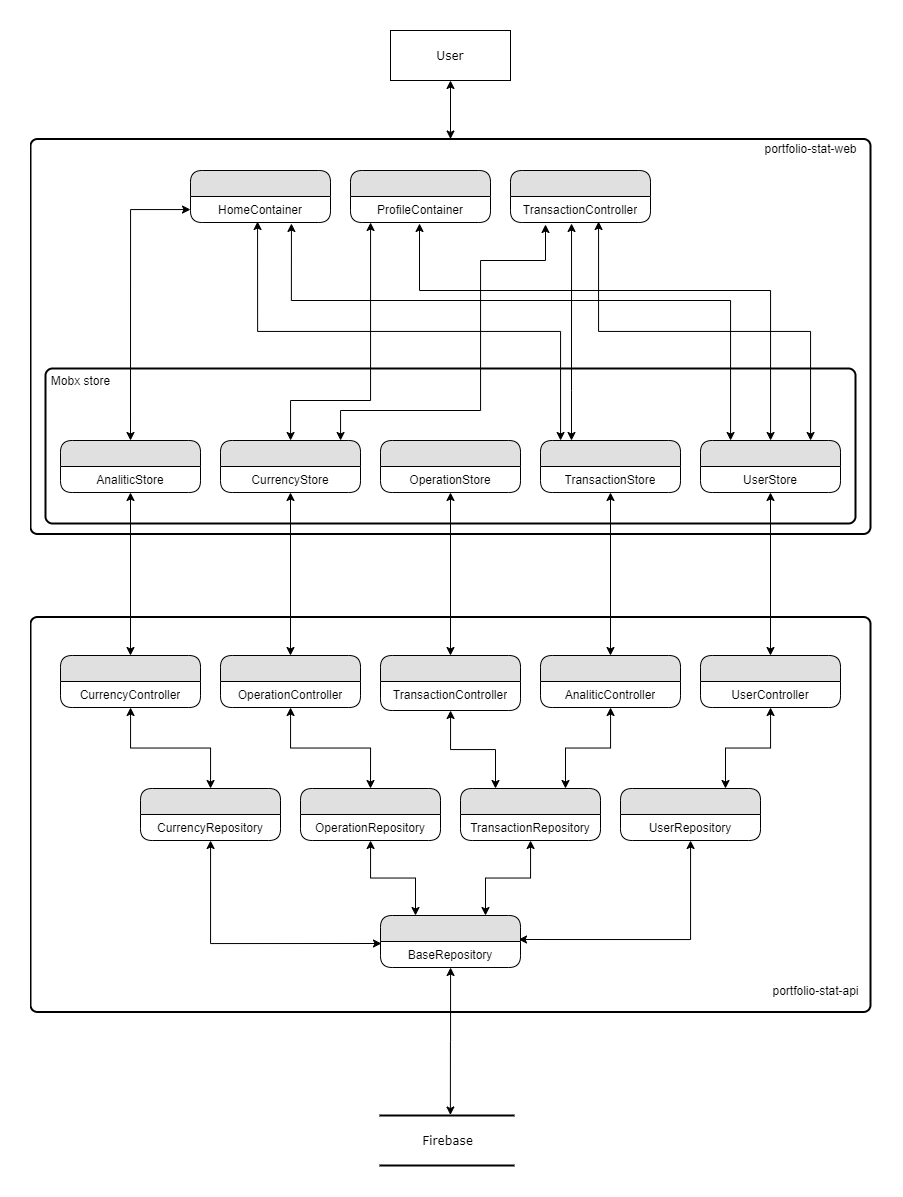 User
portfolio-stat-web
HomeContainer
ProfileContainer
TransactionController
Mobx store
AnaliticStore
CurrencyStore
OperationStore
TransactionStore
UserStore
CurrencyController
OperationController
TransactionController
AnaliticController
UserController
CurrencyRepository
OperationRepository
TransactionRepository
UserRepository
BaseRepository
portfolio-stat-api
Firebase